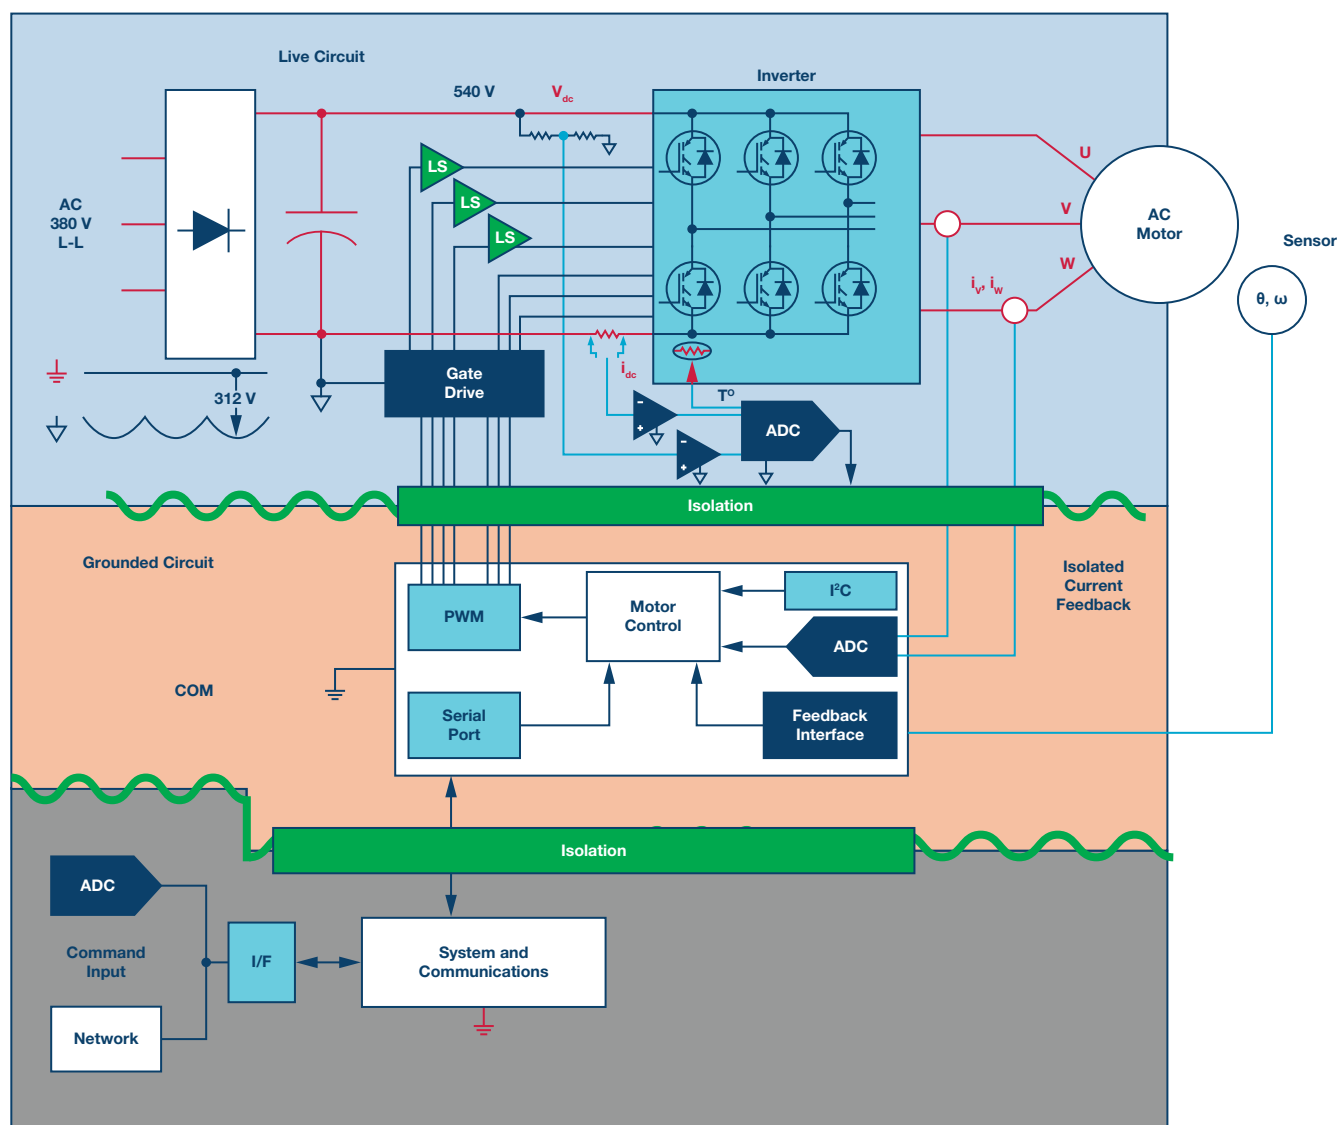 Live Circuit
Inverter
540 V
Vdc
LS
LS
LS
AC
380 V
L-L
U
V
W
AC
Motor
Sensor
θ, ω
iv, iw
idc
Gate
Drive
312 V
T°
-
+
-
+
ADC
Isolation
Grounded Circuit
Isolated
Current
Feedback
PWM
Motor
Control
I²C
ADC
COM
Serial
Port
Feedback
Interface
Isolation
ADC
Command
Input
I/F
System and
Communications
Network